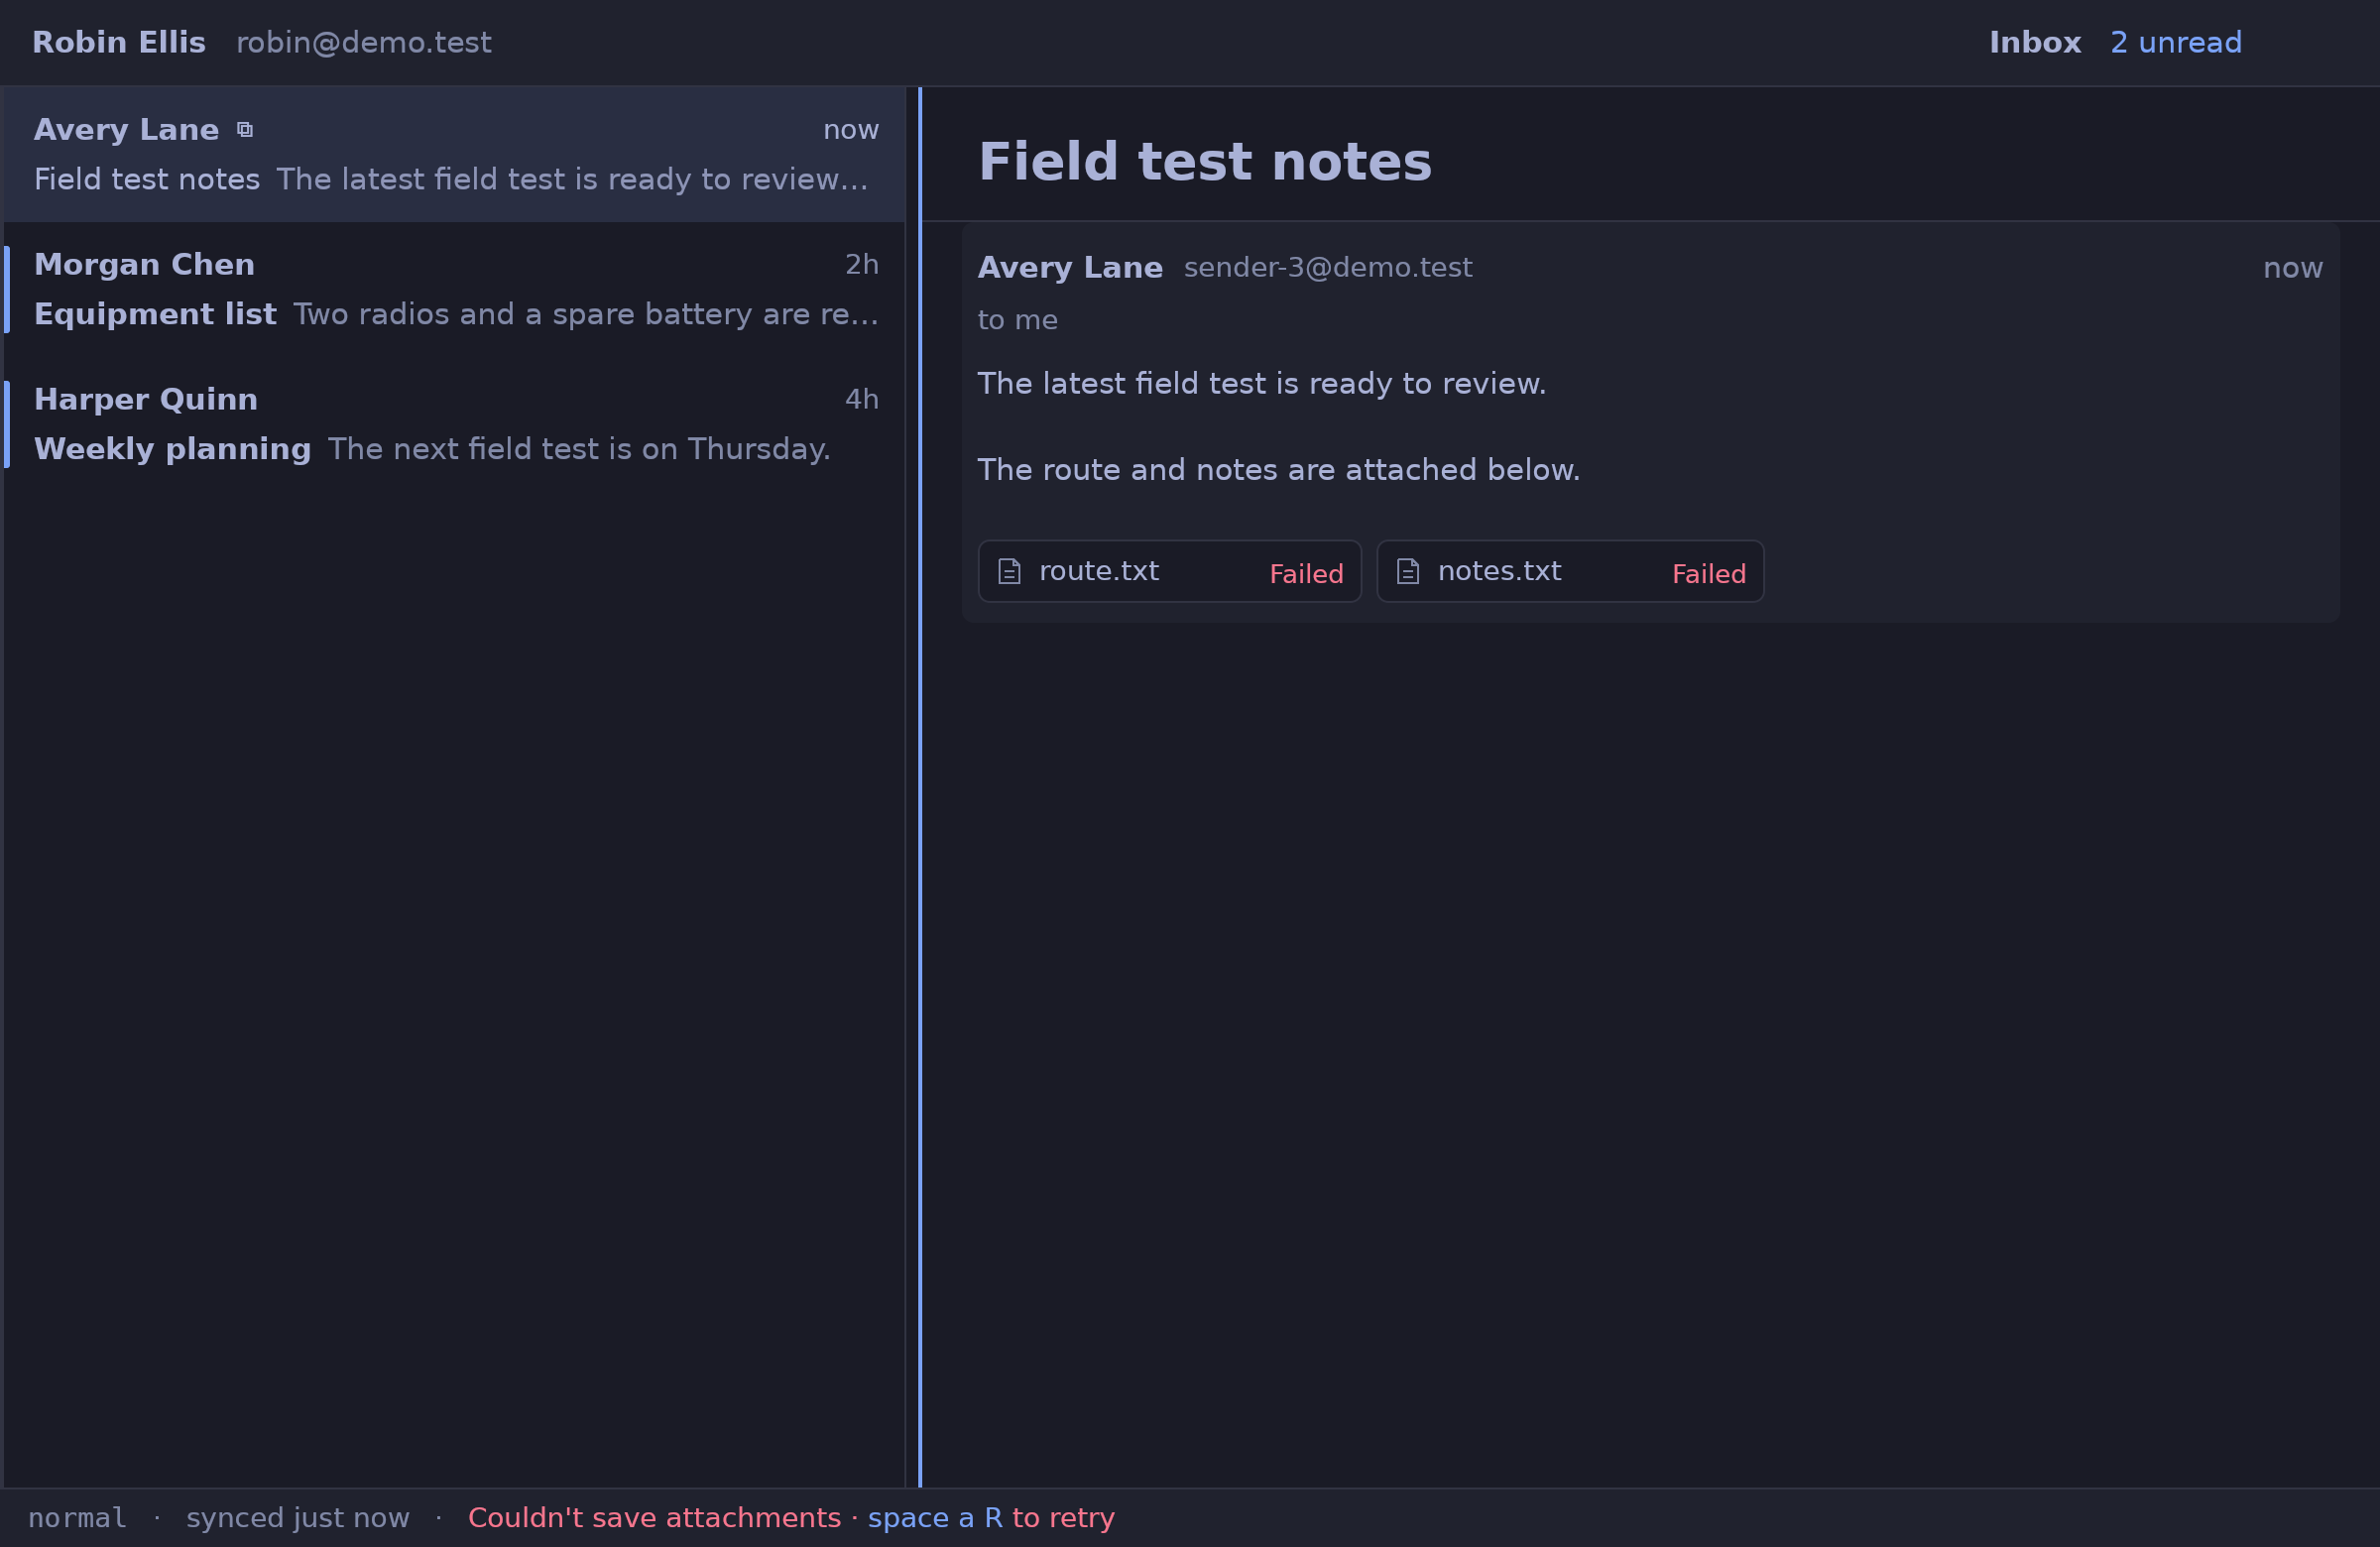 Robin Ellis robin@demo.test
Inbox 2 unread
Avery Lane now
Field test notes The latest field test is ready to review…
Morgan Chen 2h
Equipment list Two radios and a spare battery are re…
Harper Quinn 4h
Weekly planning The next field test is on Thursday.
Field test notes
Avery Lane sender-3@demo.test now
to me
The latest field test is ready to review.
The route and notes are attached below.
route.txt Failed notes.txt Failed
normal · synced just now · Couldn't save attachments · space a R to retry